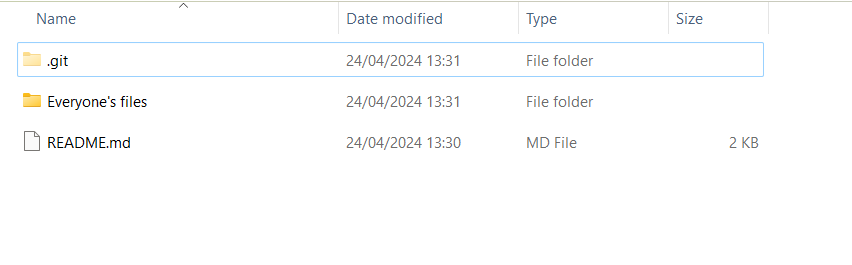 Name Date modified Type Size
.git 24/04/2024 13:31 File folder
Everyone's files 24/04/2024 13:31 File folder
README.md 24/04/2024 13:30 MD File 2 KB